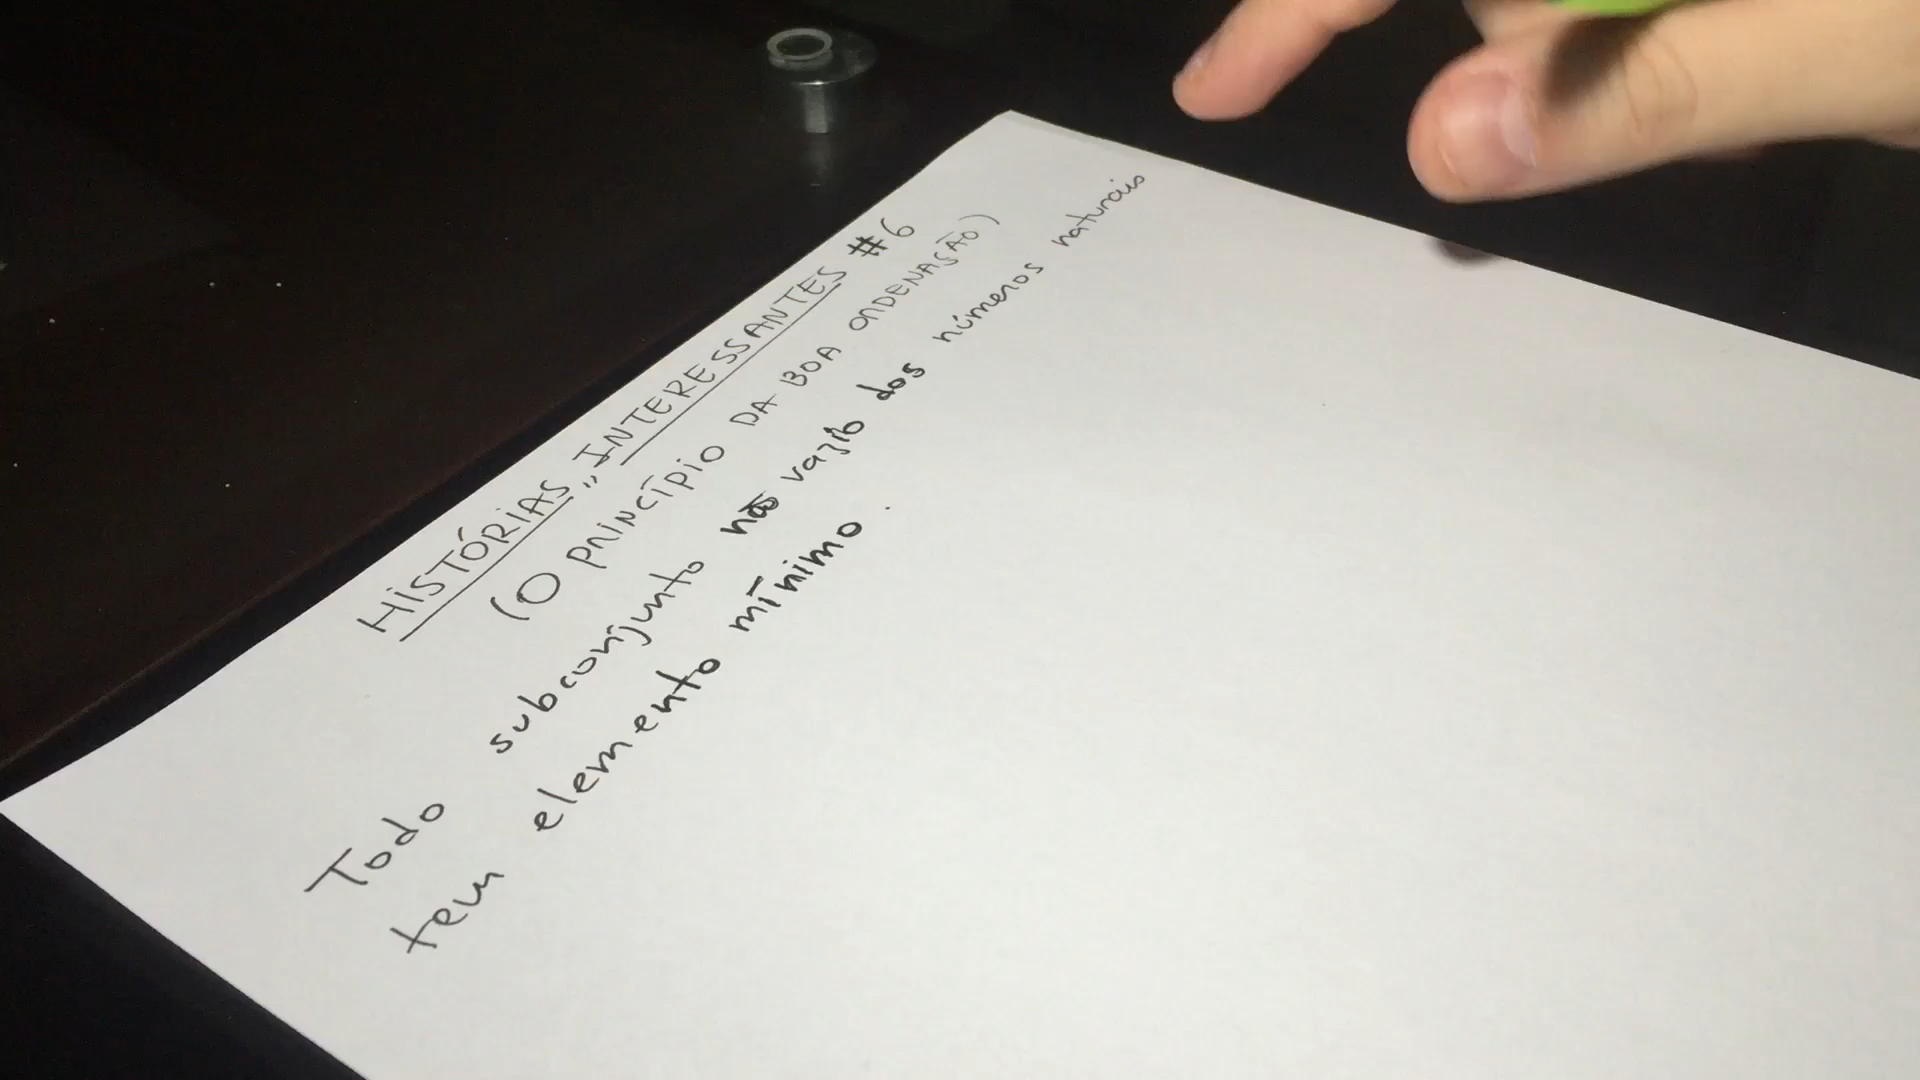 HISTÓRIAS „INTERESSANTES #6
(O PRINCÍPIO DA BOA ORDENAÇÃO)
Todo subconjunto não vazio dos números naturais
tem elemento mínimo.